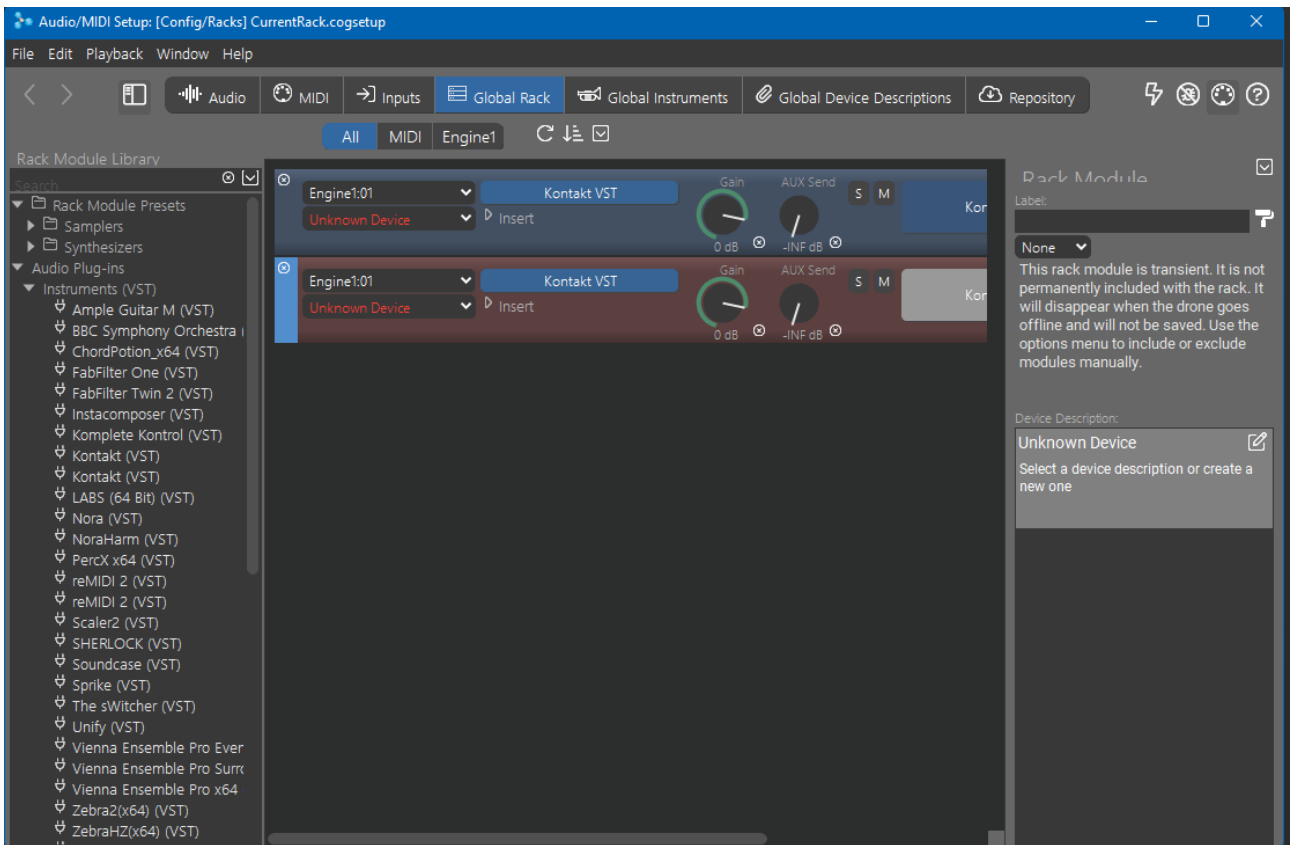 Audio/MIDI Setup: [Config/Racks] CurrentRack.cogsetup
File Edit Playback Window Help
Audio MIDI Inputs Global Rack Global Instruments Global Device Descriptions Repository
All MIDI Engine1
Rack Module Library
Search
Rack Module Presets
Samplers
Synthesizers
Audio Plug-ins
Instruments (VST)
Ample Guitar M (VST)
BBC Symphony Orchestra (
ChordPotion_x64 (VST)
FabFilter One (VST)
FabFilter Twin 2 (VST)
Instacomposer (VST)
Komplete Kontrol (VST)
Kontakt (VST)
Kontakt (VST)
LABS (64 Bit) (VST)
Nora (VST)
NoraHarm (VST)
PercX x64 (VST)
reMIDI 2 (VST)
reMIDI 2 (VST)
Scaler2 (VST)
SHERLOCK (VST)
Soundcase (VST)
Sprike (VST)
The sWitcher (VST)
Unify (VST)
Vienna Ensemble Pro Ever
Vienna Ensemble Pro Surr
Vienna Ensemble Pro x64
Zebra2(x64) (VST)
ZebraHZ(x64) (VST)
Engine1:01 Kontakt VST Gain AUX Send S M
Unknown Device Insert Kor
0 dB -INF dB
Engine1:01 Kontakt VST Gain AUX Send S M
Unknown Device Insert Kor
0 dB -INF dB
Rack Module
Label:
None
This rack module is transient. It is not
permanently included with the rack. It
will disappear when the drone goes
offline and will not be saved. Use the
options menu to include or exclude
modules manually.
Device Description:
Unknown Device
Select a device description or create a
new one